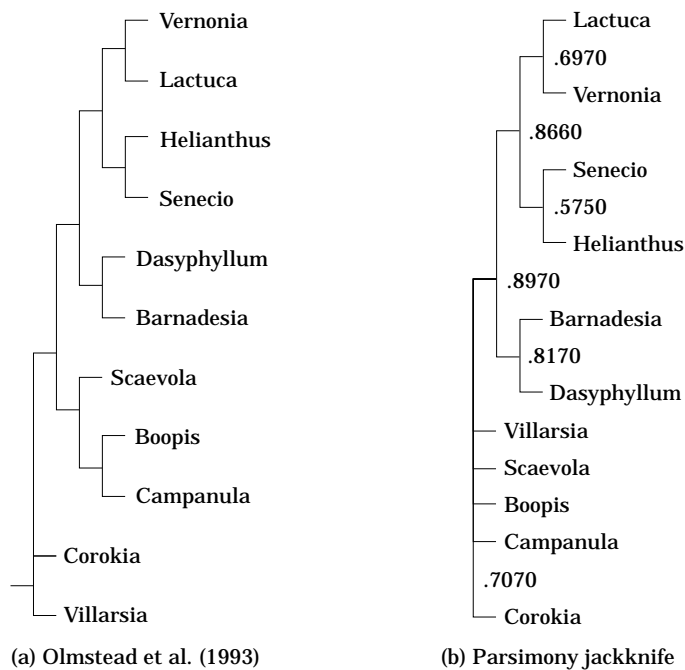 Vernonia
Lactuca
Helianthus
Senecio
Dasyphyllum
Barnadesia
Scaevola
Boopis
Campanula
Corokia
Villarsia
(a) Olmstead et al. (1993)
Lactuca
.6970
Vernonia
.8660
Senecio
.5750
Helianthus
.8970
Barnadesia
.8170
Dasyphyllum
Villarsia
Scaevola
Boopis
Campanula
.7070
Corokia
(b) Parsimony jackknife